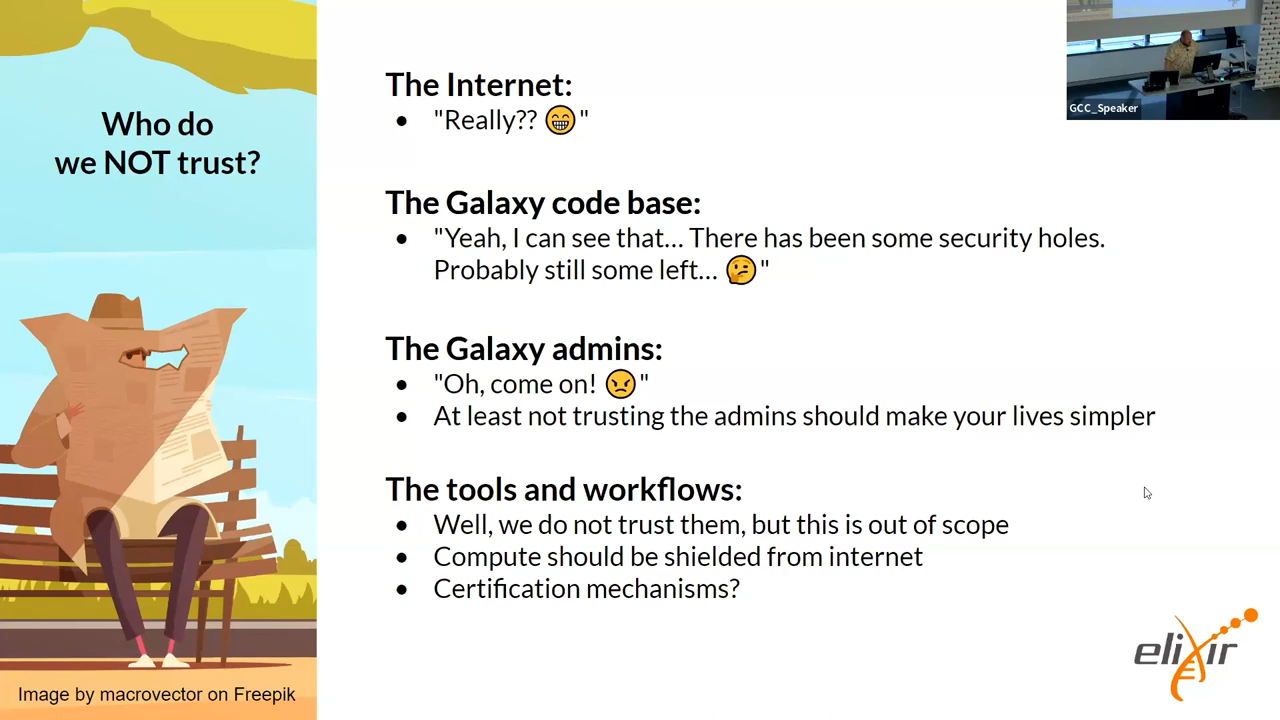 Who do
we NOT trust?
The Internet:
• "Really?? 😁"
The Galaxy code base:
• "Yeah, I can see that... There has been some security holes.
Probably still some left... 🤔"
The Galaxy admins:
• "Oh, come on! 😠"
• At least not trusting the admins should make your lives simpler
The tools and workflows:
• Well, we do not trust them, but this is out of scope
• Compute should be shielded from internet
• Certification mechanisms?
Image by macrovector on Freepik
GCC_Speaker
elixir